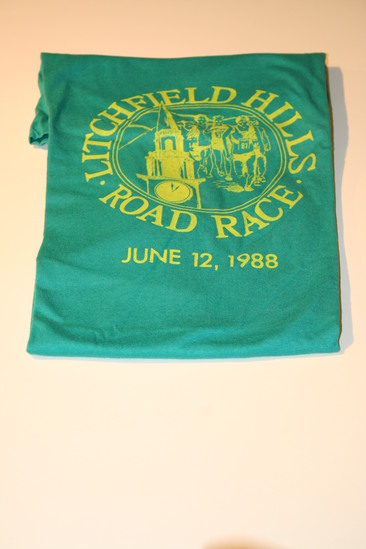 · LITCHFIELD HILLS ·
ROAD RACE
JUNE 12, 1988